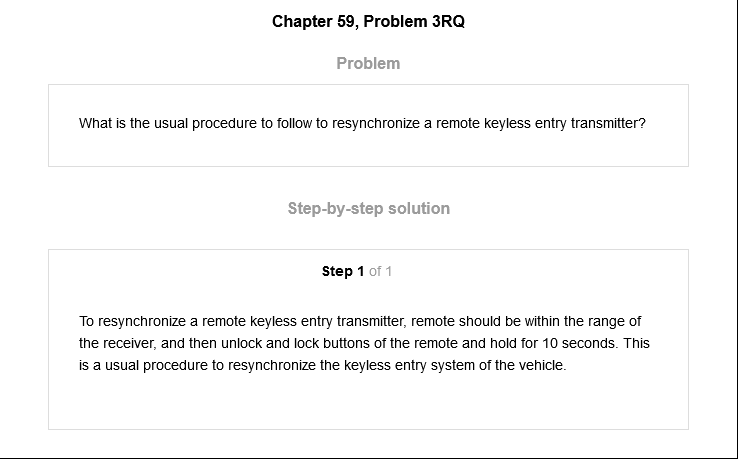 Chapter 59, Problem 3RQ
Problem
What is the usual procedure to follow to resynchronize a remote keyless entry transmitter?
Step-by-step solution
Step 1 of 1
To resynchronize a remote keyless entry transmitter, remote should be within the range of
the receiver, and then unlock and lock buttons of the remote and hold for 10 seconds. This
is a usual procedure to resynchronize the keyless entry system of the vehicle.